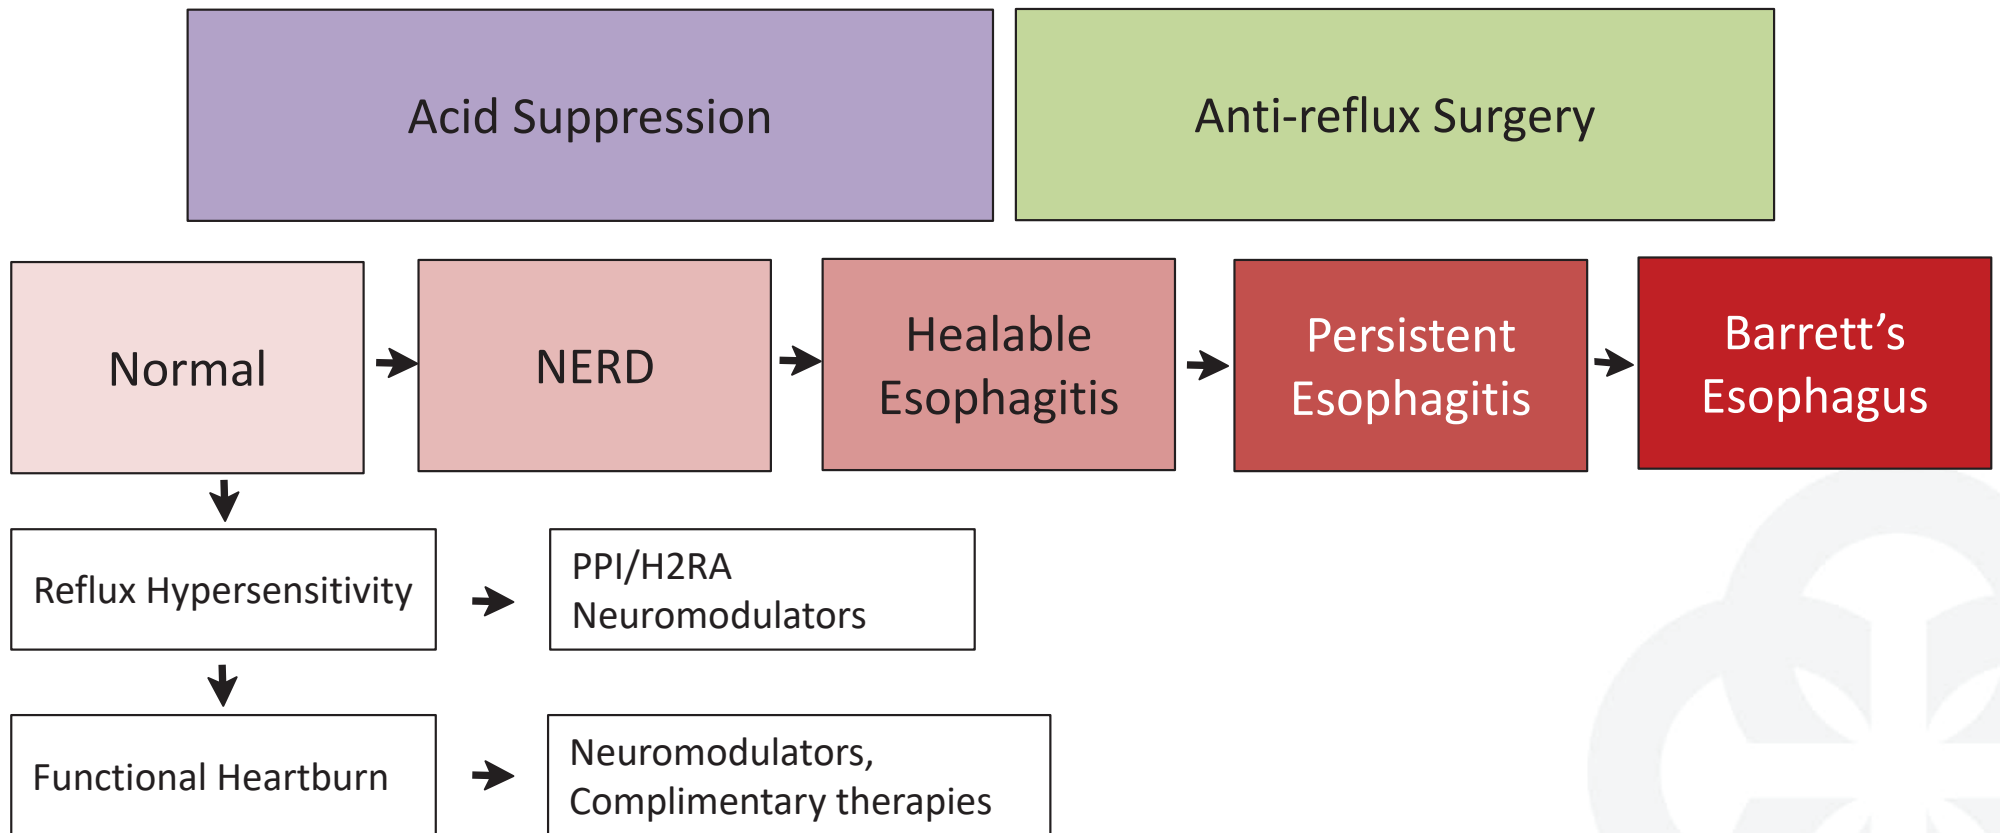 Acid Suppression
Anti-reflux Surgery
Normal
NERD
Healable
Esophagitis
Persistent
Esophagitis
Barrett’s
Esophagus
Reflux Hypersensitivity
PPI/H2RA
Neuromodulators
Functional Heartburn
Neuromodulators,
Complimentary therapies